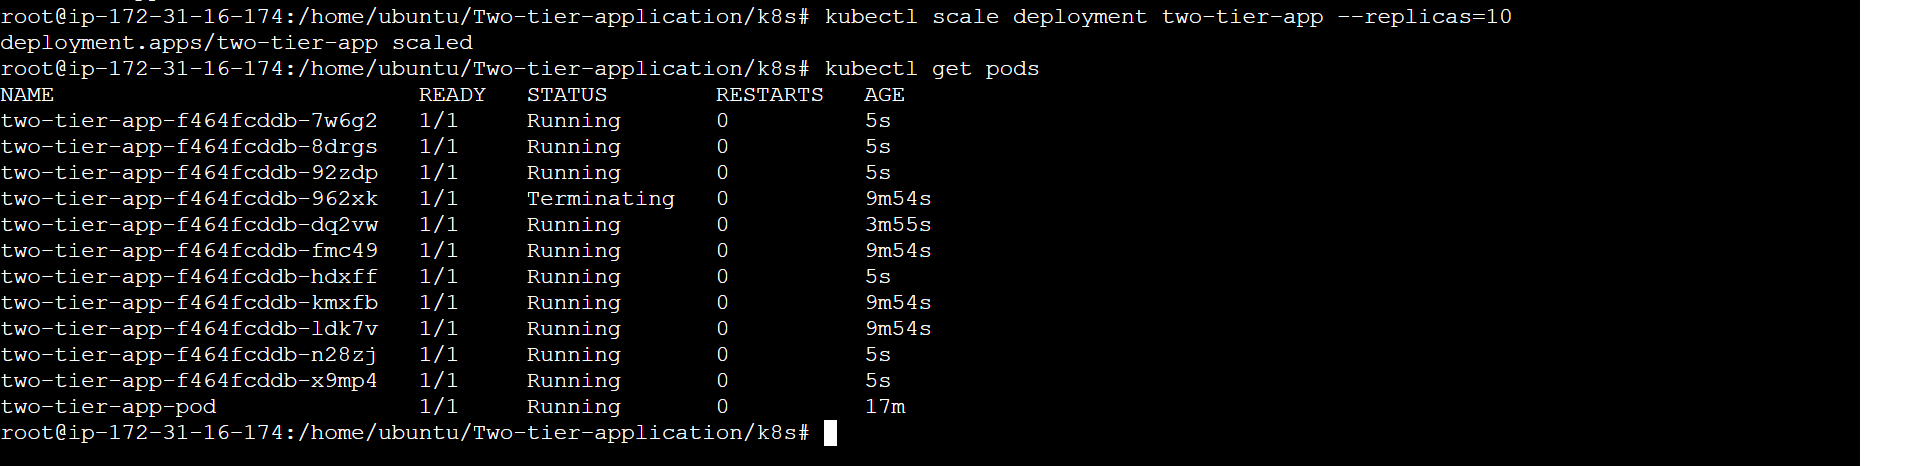 root@ip-172-31-16-174:/home/ubuntu/Two-tier-application/k8s# kubectl scale deployment two-tier-app --replicas=10
deployment.apps/two-tier-app scaled
root@ip-172-31-16-174:/home/ubuntu/Two-tier-application/k8s# kubectl get pods
NAME                           READY   STATUS        RESTARTS   AGE
two-tier-app-f464fcddb-7w6g2   1/1     Running       0          5s
two-tier-app-f464fcddb-8drgs   1/1     Running       0          5s
two-tier-app-f464fcddb-92zdp   1/1     Running       0          5s
two-tier-app-f464fcddb-962xk   1/1     Terminating   0          9m54s
two-tier-app-f464fcddb-dq2vw   1/1     Running       0          3m55s
two-tier-app-f464fcddb-fmc49   1/1     Running       0          9m54s
two-tier-app-f464fcddb-hdxff   1/1     Running       0          5s
two-tier-app-f464fcddb-kmxfb   1/1     Running       0          9m54s
two-tier-app-f464fcddb-ldk7v   1/1     Running       0          9m54s
two-tier-app-f464fcddb-n28zj   1/1     Running       0          5s
two-tier-app-f464fcddb-x9mp4   1/1     Running       0          5s
two-tier-app-pod               1/1     Running       0          17m
root@ip-172-31-16-174:/home/ubuntu/Two-tier-application/k8s#